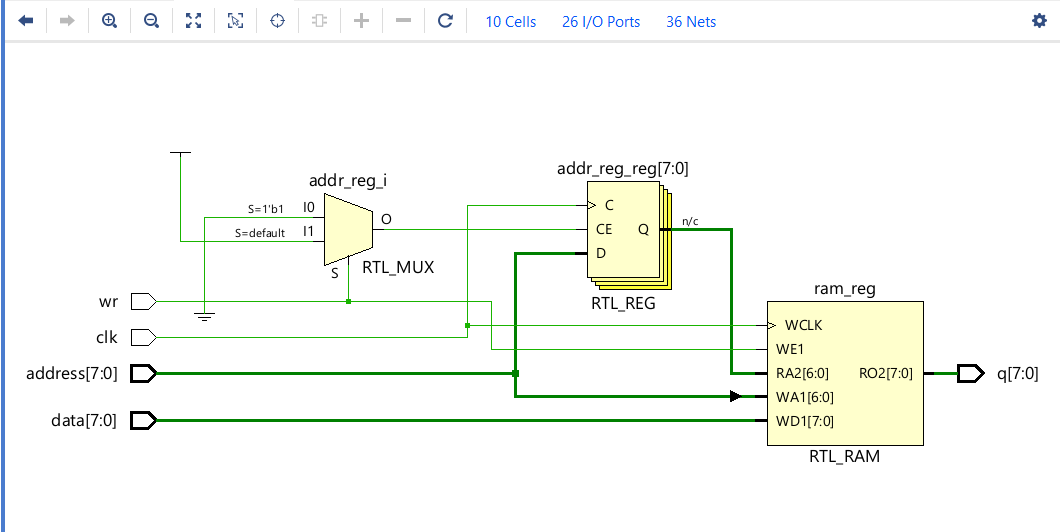 10 Cells 26 I/O Ports 36 Nets
addr_reg_reg[7:0]
addr_reg_i
S=1'b1 I0
S=default I1
O
S
RTL_MUX
C
CE Q
D
n/c
RTL_REG
wr
clk
address[7:0]
data[7:0]
ram_reg
WCLK
WE1
RA2[6:0] RO2[7:0]
WA1[6:0]
WD1[7:0]
RTL_RAM
q[7:0]